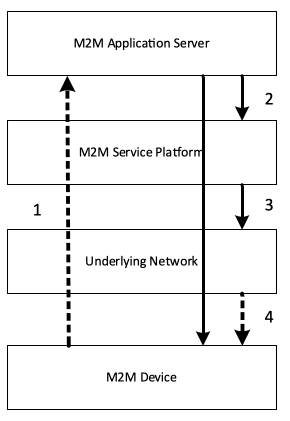 M2M Application Server
2
M2M Service Platform
1
3
Underlying Network
4
M2M Device